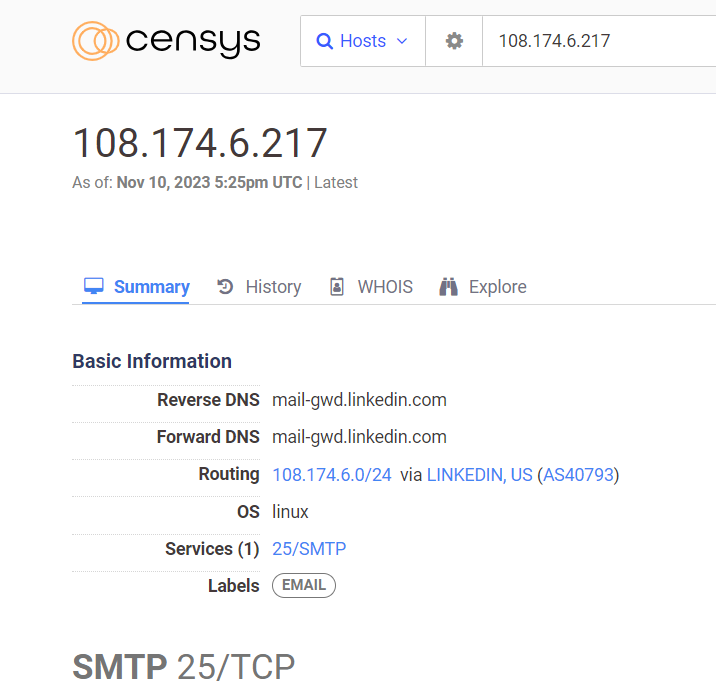 censys Hosts 108.174.6.217
108.174.6.217
As of: Nov 10, 2023 5:25pm UTC | Latest
Summary History WHOIS Explore
Basic Information
Reverse DNS mail-gwd.linkedin.com
Forward DNS mail-gwd.linkedin.com
Routing 108.174.6.0/24 via LINKEDIN, US (AS40793)
OS linux
Services (1) 25/SMTP
Labels EMAIL
SMTP 25/TCP